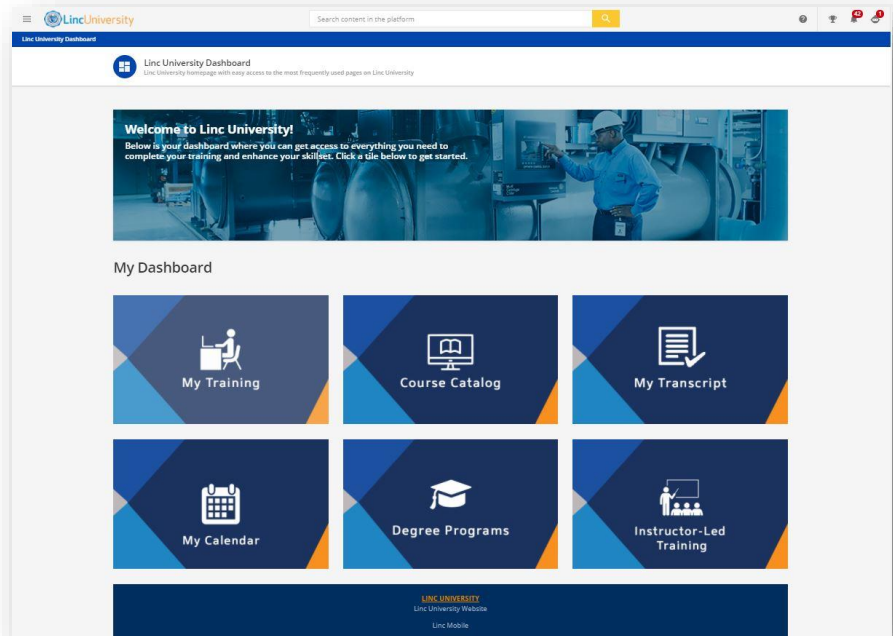 LincUniversity
Search content in the platform
42
1
Linc University Dashboard
Linc University Dashboard
Linc University homepage with easy access to the most frequently used pages on Linc University
Welcome to Linc University!
Below is your dashboard where you can get access to everything you need to
complete your training and enhance your skillset. Click a tile below to get started.
My Dashboard
My Training
Course Catalog
My Transcript
My Calendar
Degree Programs
Instructor-Led
Training
LINC UNIVERSITY
Linc University Website
Linc Mobile